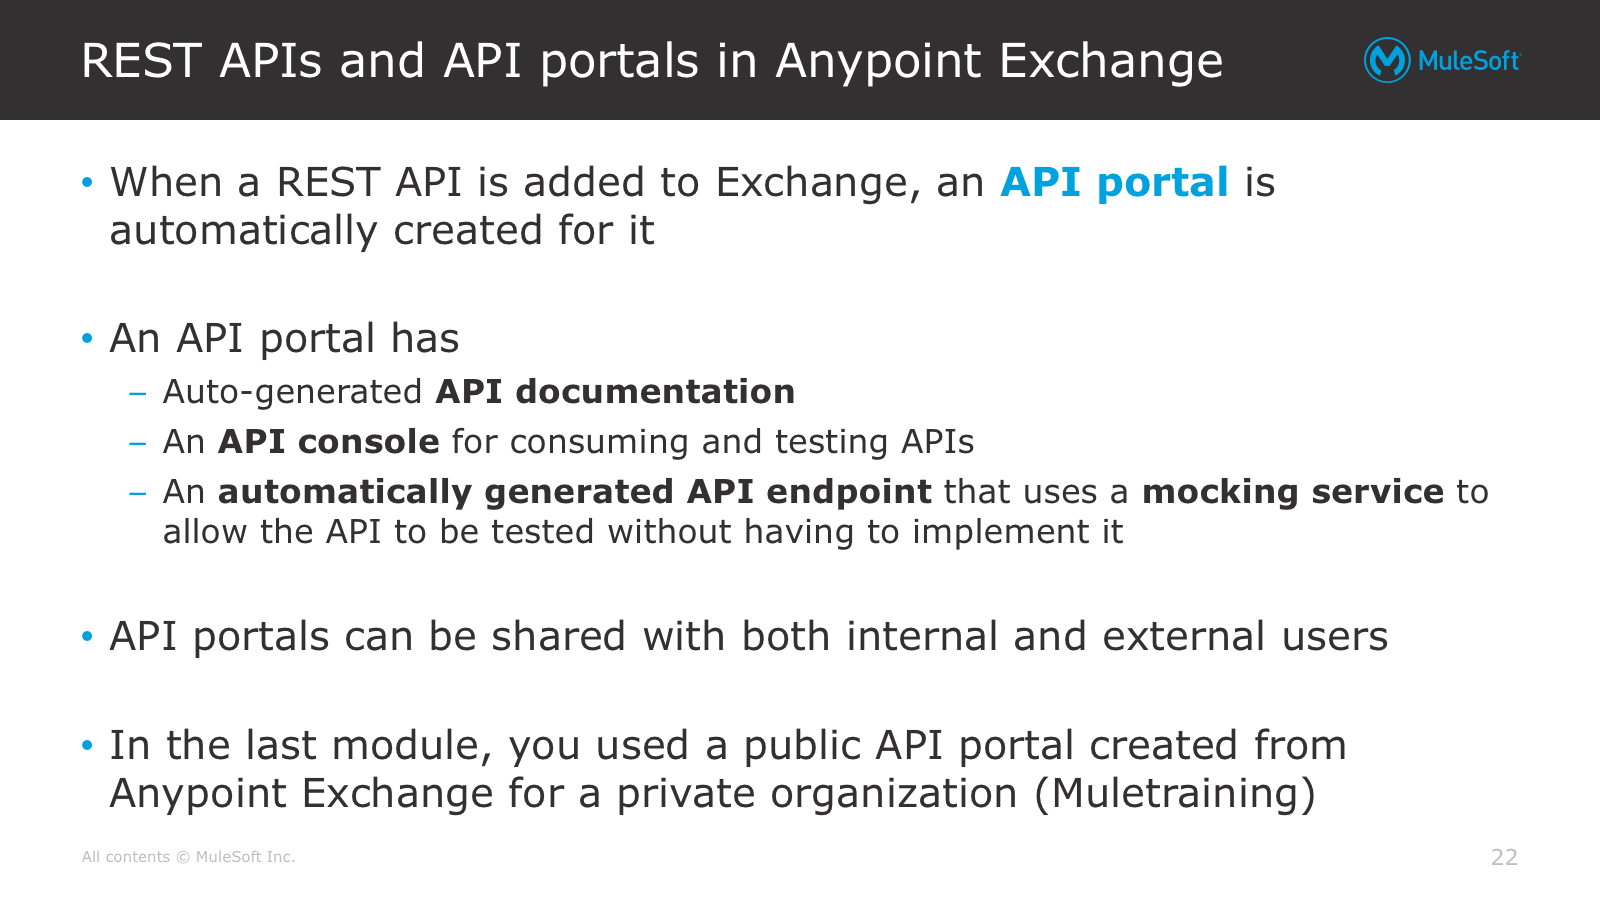 REST APIs and API portals in Anypoint Exchange
MuleSoft
• When a REST API is added to Exchange, an API portal is
automatically created for it
• An API portal has
– Auto-generated API documentation
– An API console for consuming and testing APIs
– An automatically generated API endpoint that uses a mocking service to
allow the API to be tested without having to implement it
• API portals can be shared with both internal and external users
• In the last module, you used a public API portal created from
Anypoint Exchange for a private organization (Muletraining)
All contents © MuleSoft Inc.
22